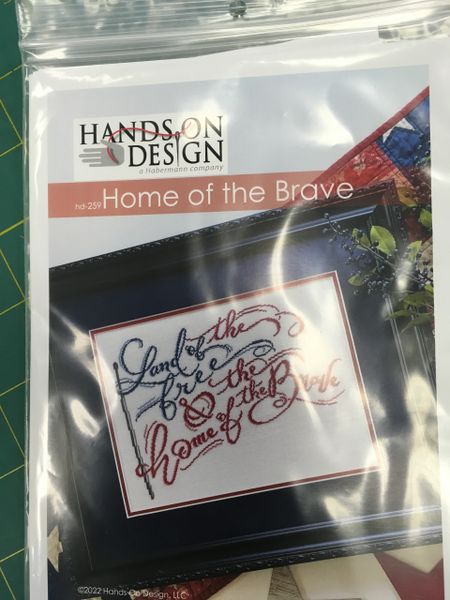 HANDS ON
DESIGN
a Habermann company
hd-259 Home of the Brave
Land of the
free & the
home of the Brave
©2022 Hands On Design, LLC